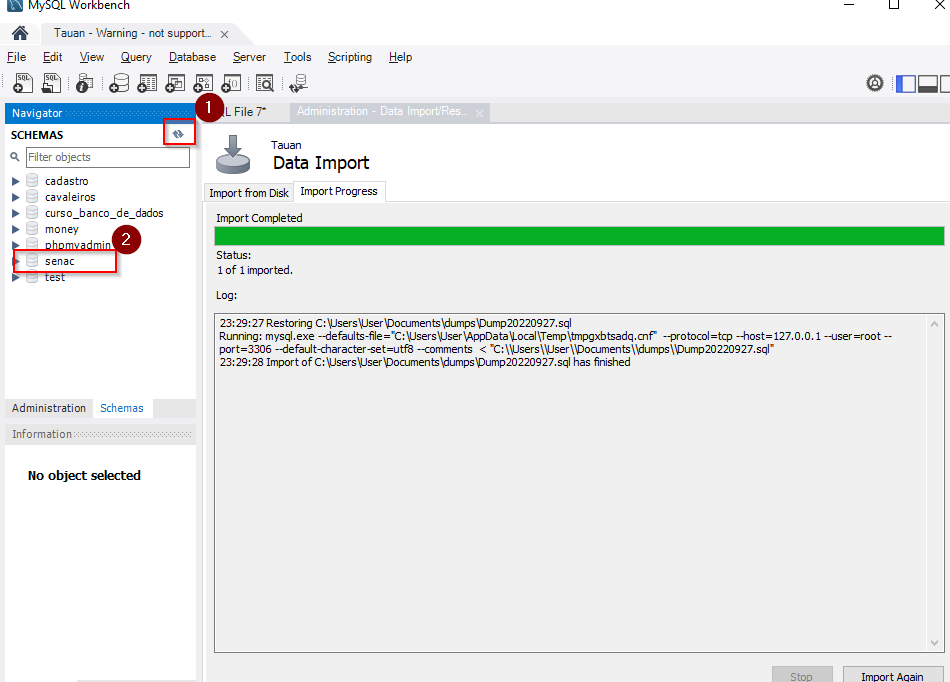 MySQL Workbench
Tauan - Warning - not support...
File Edit View Query Database Server Tools Scripting Help
Navigator
1
L File 7*
Administration - Data Import/Res...
SCHEMAS
Filter objects
cadastro
cavaleiros
curso_banco_de_dados
money
phpmyadmin
2
senac
test
Administration Schemas
Information
No object selected
Tauan
Data Import
Import from Disk Import Progress
Import Completed
Status:
1 of 1 imported.
Log:
23:29:27 Restoring C:\Users\User\Documents\dumps\Dump20220927.sql
Running: mysql.exe --defaults-file="C:\Users\User\AppData\Local\Temp\tmpgxbtsadq.cnf"  --protocol=tcp --host=127.0.0.1 --user=root --
port=3306 --default-character-set=utf8 --comments  < "C:\\Users\\User\\Documents\\dumps\\Dump20220927.sql"
23:29:28 Import of C:\Users\User\Documents\dumps\Dump20220927.sql has finished
Stop Import Again